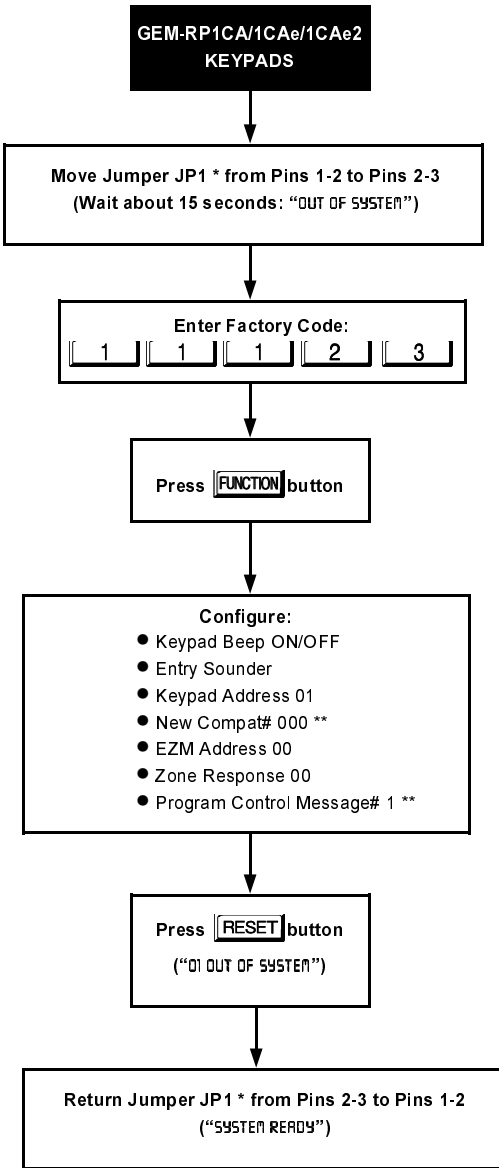 GEM-RP1CA/1CAe/1CAe2
KEYPADS
Move Jumper JP1 * from Pins 1-2 to Pins 2-3
(Wait about 15 seconds: “OUT OF SYSTEM”)
Enter Factory Code:
1 1 1 2 3
Press FUNCTION button
Configure:
● Keypad Beep ON/OFF
● Entry Sounder
● Keypad Address 01
● New Compat# 000 **
● EZM Address 00
● Zone Response 00
● Program Control Message# 1 **
Press RESET button
(“01 OUT OF SYSTEM”)
Return Jumper JP1 * from Pins 2-3 to Pins 1-2
(“SYSTEM READY”)